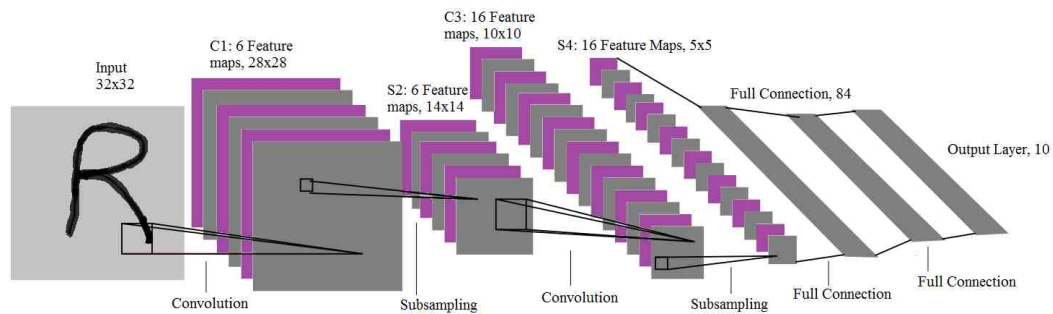 Input
32x32
R
C1: 6 Feature
maps, 28x28
S2: 6 Feature
maps, 14x14
C3: 16 Feature
maps, 10x10
S4: 16 Feature Maps, 5x5
Full Connection, 84
Output Layer, 10
Convolution
Subsampling
Convolution
Subsampling
Full Connection
Full Connection